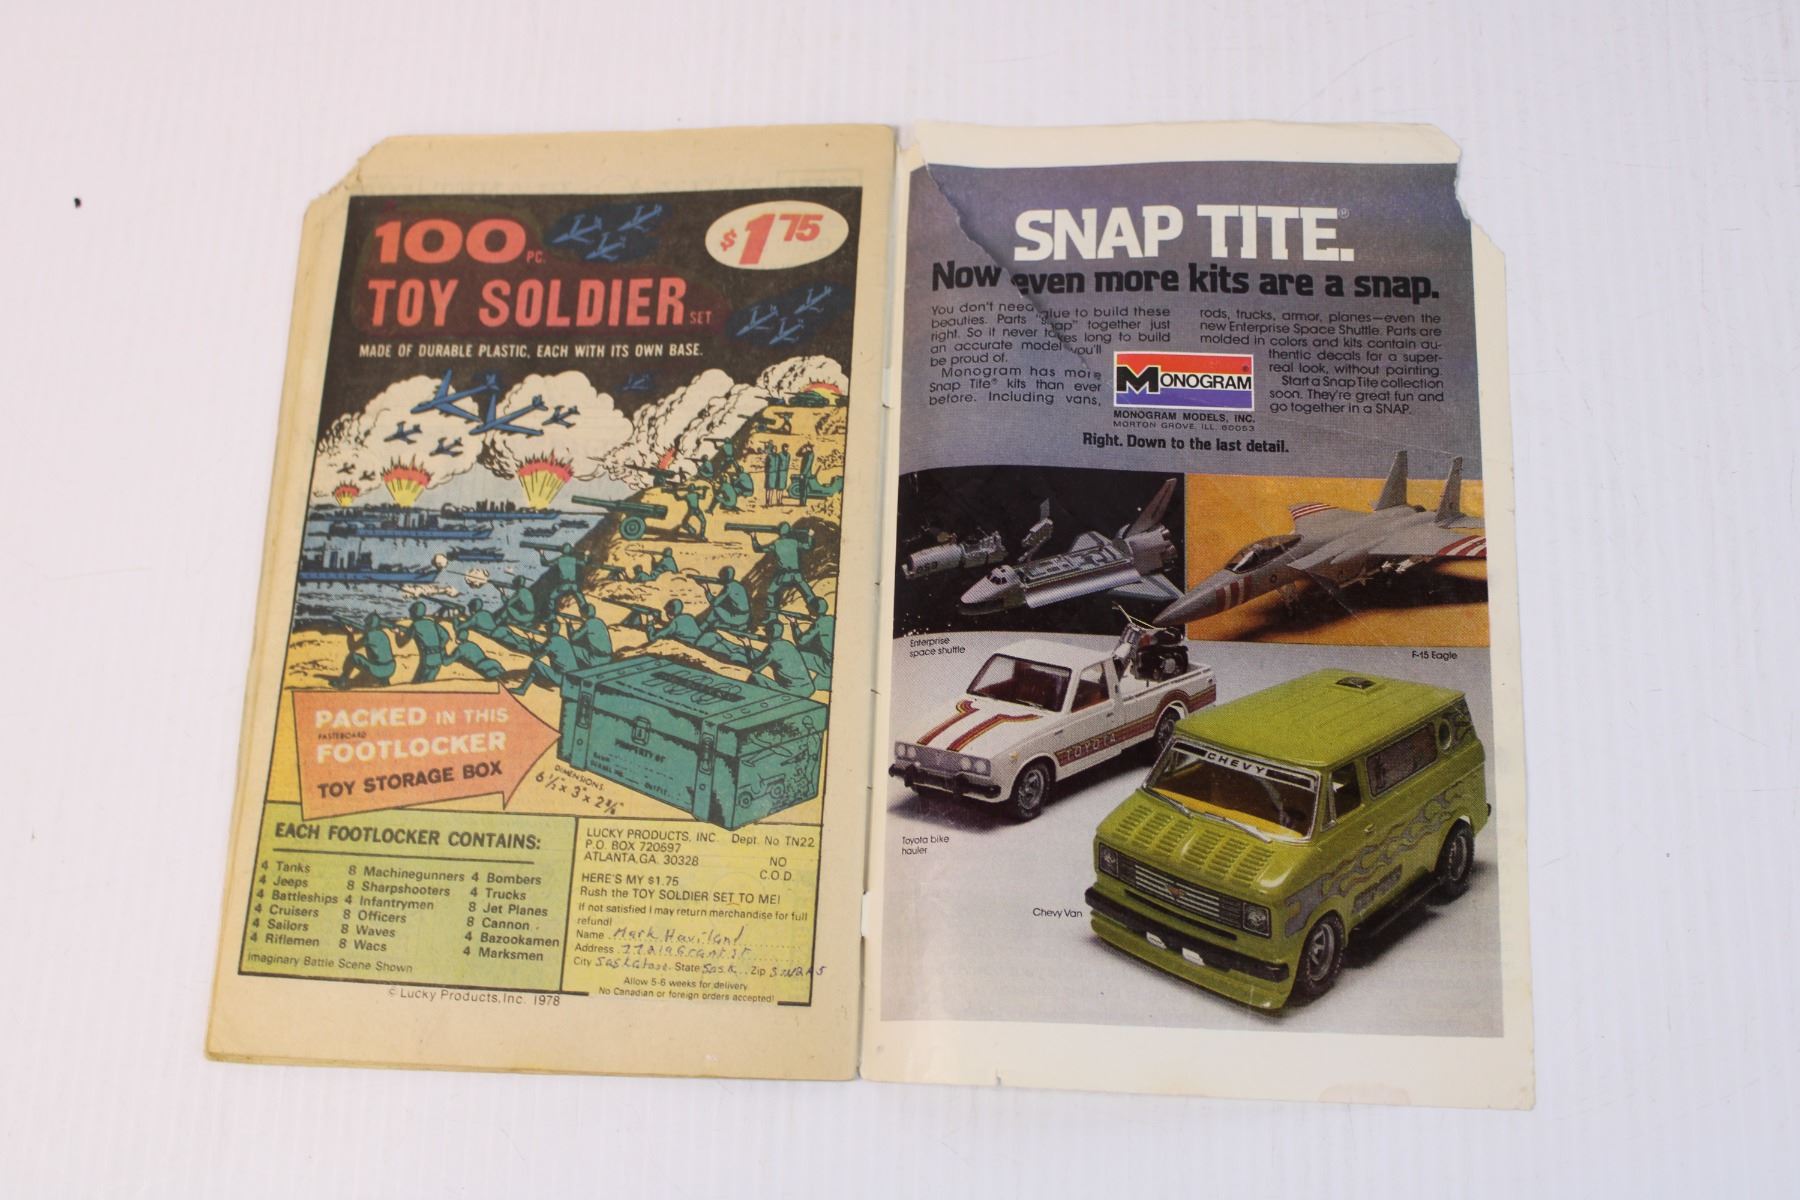 100 PC.
$1 75
TOY SOLDIER SET
MADE OF DURABLE PLASTIC, EACH WITH ITS OWN BASE.
PACKED IN THIS
PASTEBOARD
FOOTLOCKER
TOY STORAGE BOX
PROPERTY OF
DIMENSIONS
EACH FOOTLOCKER CONTAINS:
4 Tanks 8 Machinegunners 4 Bombers
4 Jeeps 8 Sharpshooters 4 Trucks
4 Battleships 4 Infantrymen 8 Jet Planes
4 Cruisers 8 Officers 8 Cannon
4 Sailors 8 Waves 4 Bazookamen
4 Riflemen 8 Wacs 4 Marksmen
imaginary Battle Scene Shown
LUCKY PRODUCTS, INC. Dept. No TN22
P.O. BOX 720597
ATLANTA, GA. 30328 NO
C.O.D.
HERE'S MY $1.75
Rush the TOY SOLDIER SET TO ME!
If not satisfied I may return merchandise for full
refund!
Name Mark Haviland
Address
City State Sask Zip
Allow 5-6 weeks for delivery
No Canadian or foreign orders accepted!
© Lucky Products, Inc. 1978
SNAP TITE®.
Now even more kits are a snap.
You don't need glue to build these
beauties. Parts "snap" together just
right. So it never takes long to build
an accurate model you'll
be proud of.
Monogram has more
Snap Tite® kits than ever
before. Including vans,
rods, trucks, armor, planes—even the
new Enterprise Space Shuttle. Parts are
molded in colors and kits contain au-
thentic decals for a super-
real look, without painting.
Start a Snap Tite collection
soon. They're great fun and
go together in a SNAP.
MONOGRAM®
MONOGRAM MODELS, INC.
MORTON GROVE, ILL. 60053
Right. Down to the last detail.
Enterprise
space shuttle
F-15 Eagle
TOYOTA
CHEVY
Toyota bike
hauler
Chevy Van